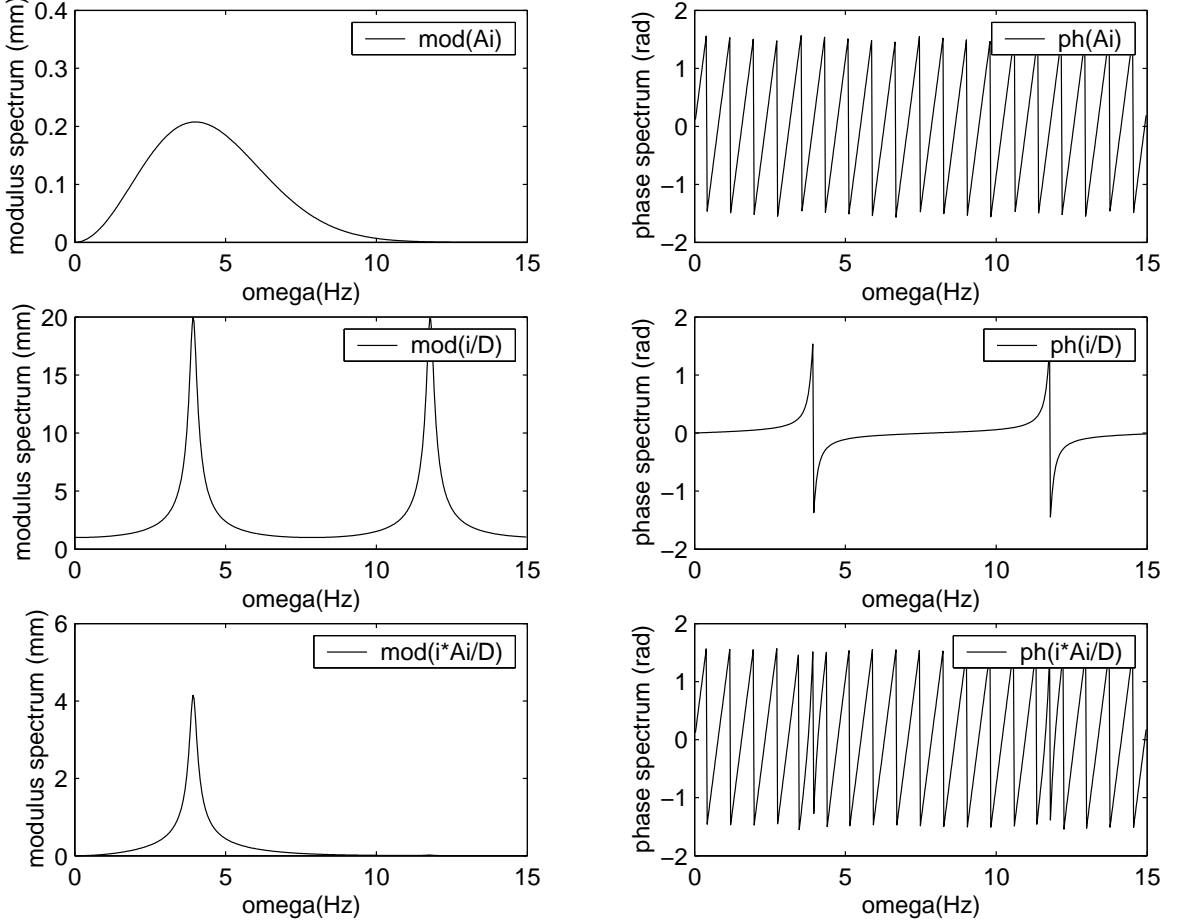 modulus spectrum (mm)
0.4
0.3
0.2
0.1
0
mod(Ai)
0 5 10 15
omega(Hz)
phase spectrum (rad)
2
1
0
−1
−2
ph(Ai)
0 5 10 15
omega(Hz)
modulus spectrum (mm)
20
15
10
5
0
mod(i/D)
0 5 10 15
omega(Hz)
phase spectrum (rad)
2
1
0
−1
−2
ph(i/D)
0 5 10 15
omega(Hz)
modulus spectrum (mm)
6
4
2
0
mod(i*Ai/D)
0 5 10 15
omega(Hz)
phase spectrum (rad)
2
1
0
−1
−2
ph(i*Ai/D)
0 5 10 15
omega(Hz)